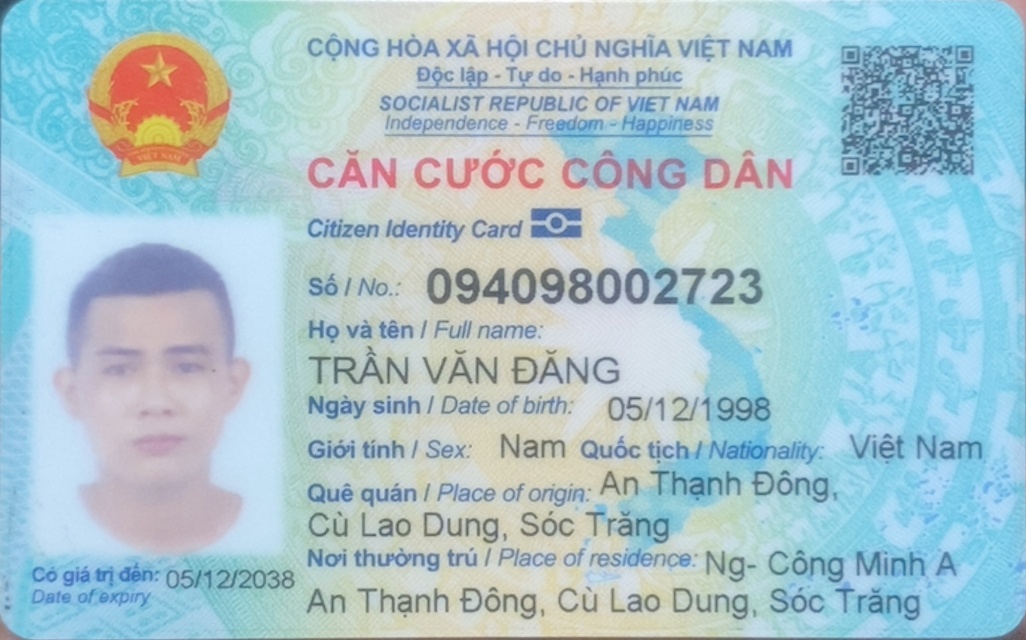 CỘNG HÒA XÃ HỘI CHỦ NGHĨA VIỆT NAM
Độc lập - Tự do - Hạnh phúc
SOCIALIST REPUBLIC OF VIET NAM
Independence - Freedom - Happiness
CĂN CƯỚC CÔNG DÂN
Citizen Identity Card
VIỆT NAM
Số / No.: 094098002723
Họ và tên / Full name:
TRẦN VĂN ĐĂNG
Ngày sinh / Date of birth: 05/12/1998
Giới tính / Sex: Nam Quốc tịch / Nationality: Việt Nam
Quê quán / Place of origin: An Thạnh Đông,
Cù Lao Dung, Sóc Trăng
Nơi thường trú / Place of residence: Ng- Công Minh A
An Thạnh Đông, Cù Lao Dung, Sóc Trăng
Có giá trị đến: 05/12/2038
Date of expiry